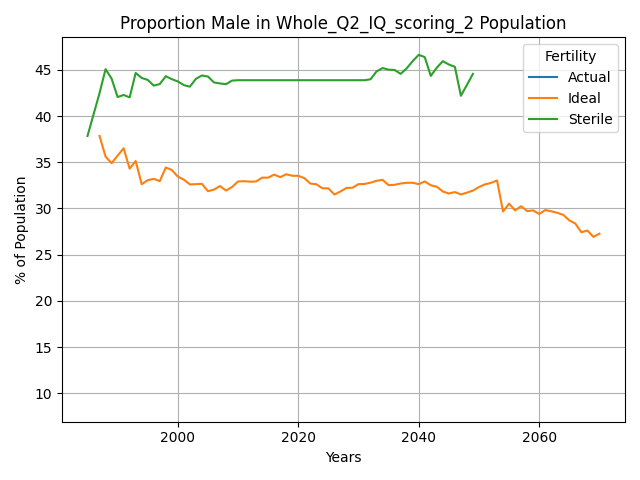 Proportion Male in Whole_Q2_IQ_scoring_2 Population
Fertility
Actual
Ideal
Sterile
% of Population
45
40
35
30
25
20
15
10
2000
2020
2040
2060
Years